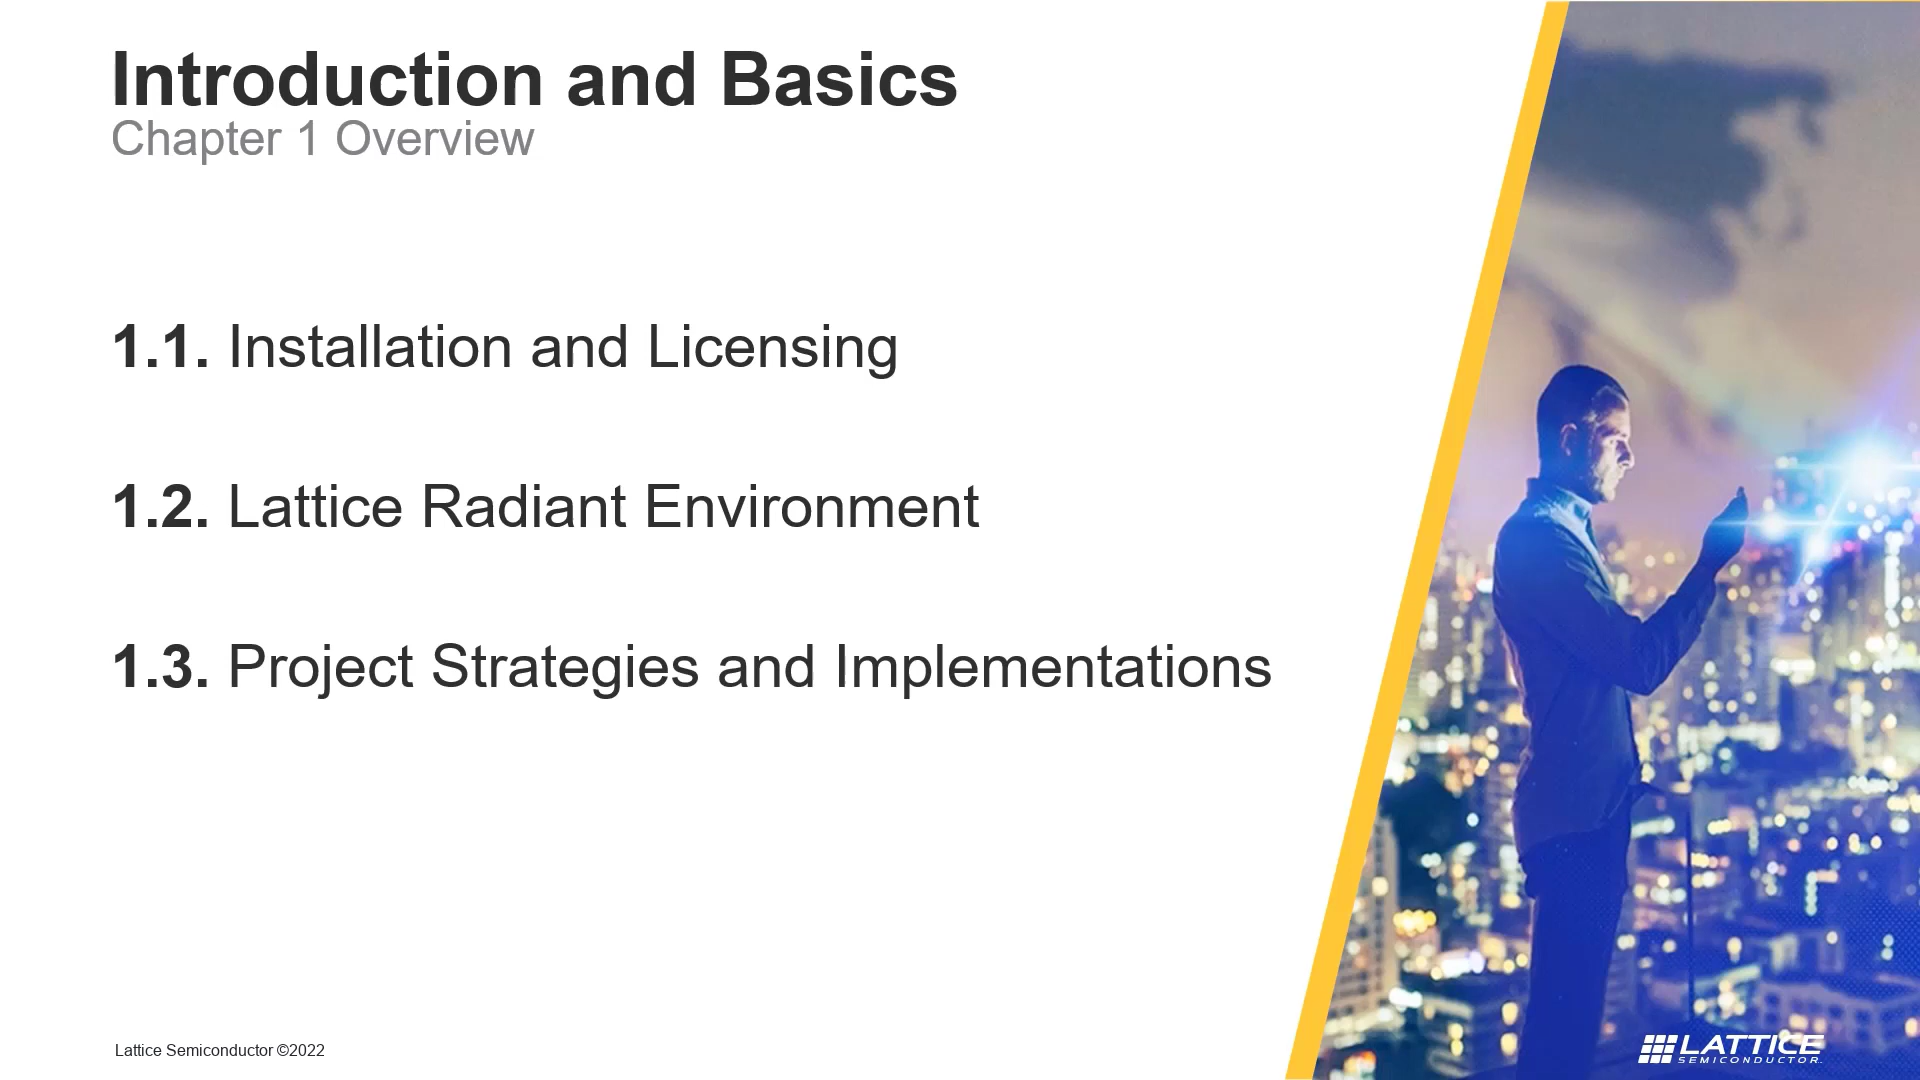 Introduction and Basics
Chapter 1 Overview
1.1. Installation and Licensing
1.2. Lattice Radiant Environment
1.3. Project Strategies and Implementations
Lattice Semiconductor ©2022
LATTICE
SEMICONDUCTOR.